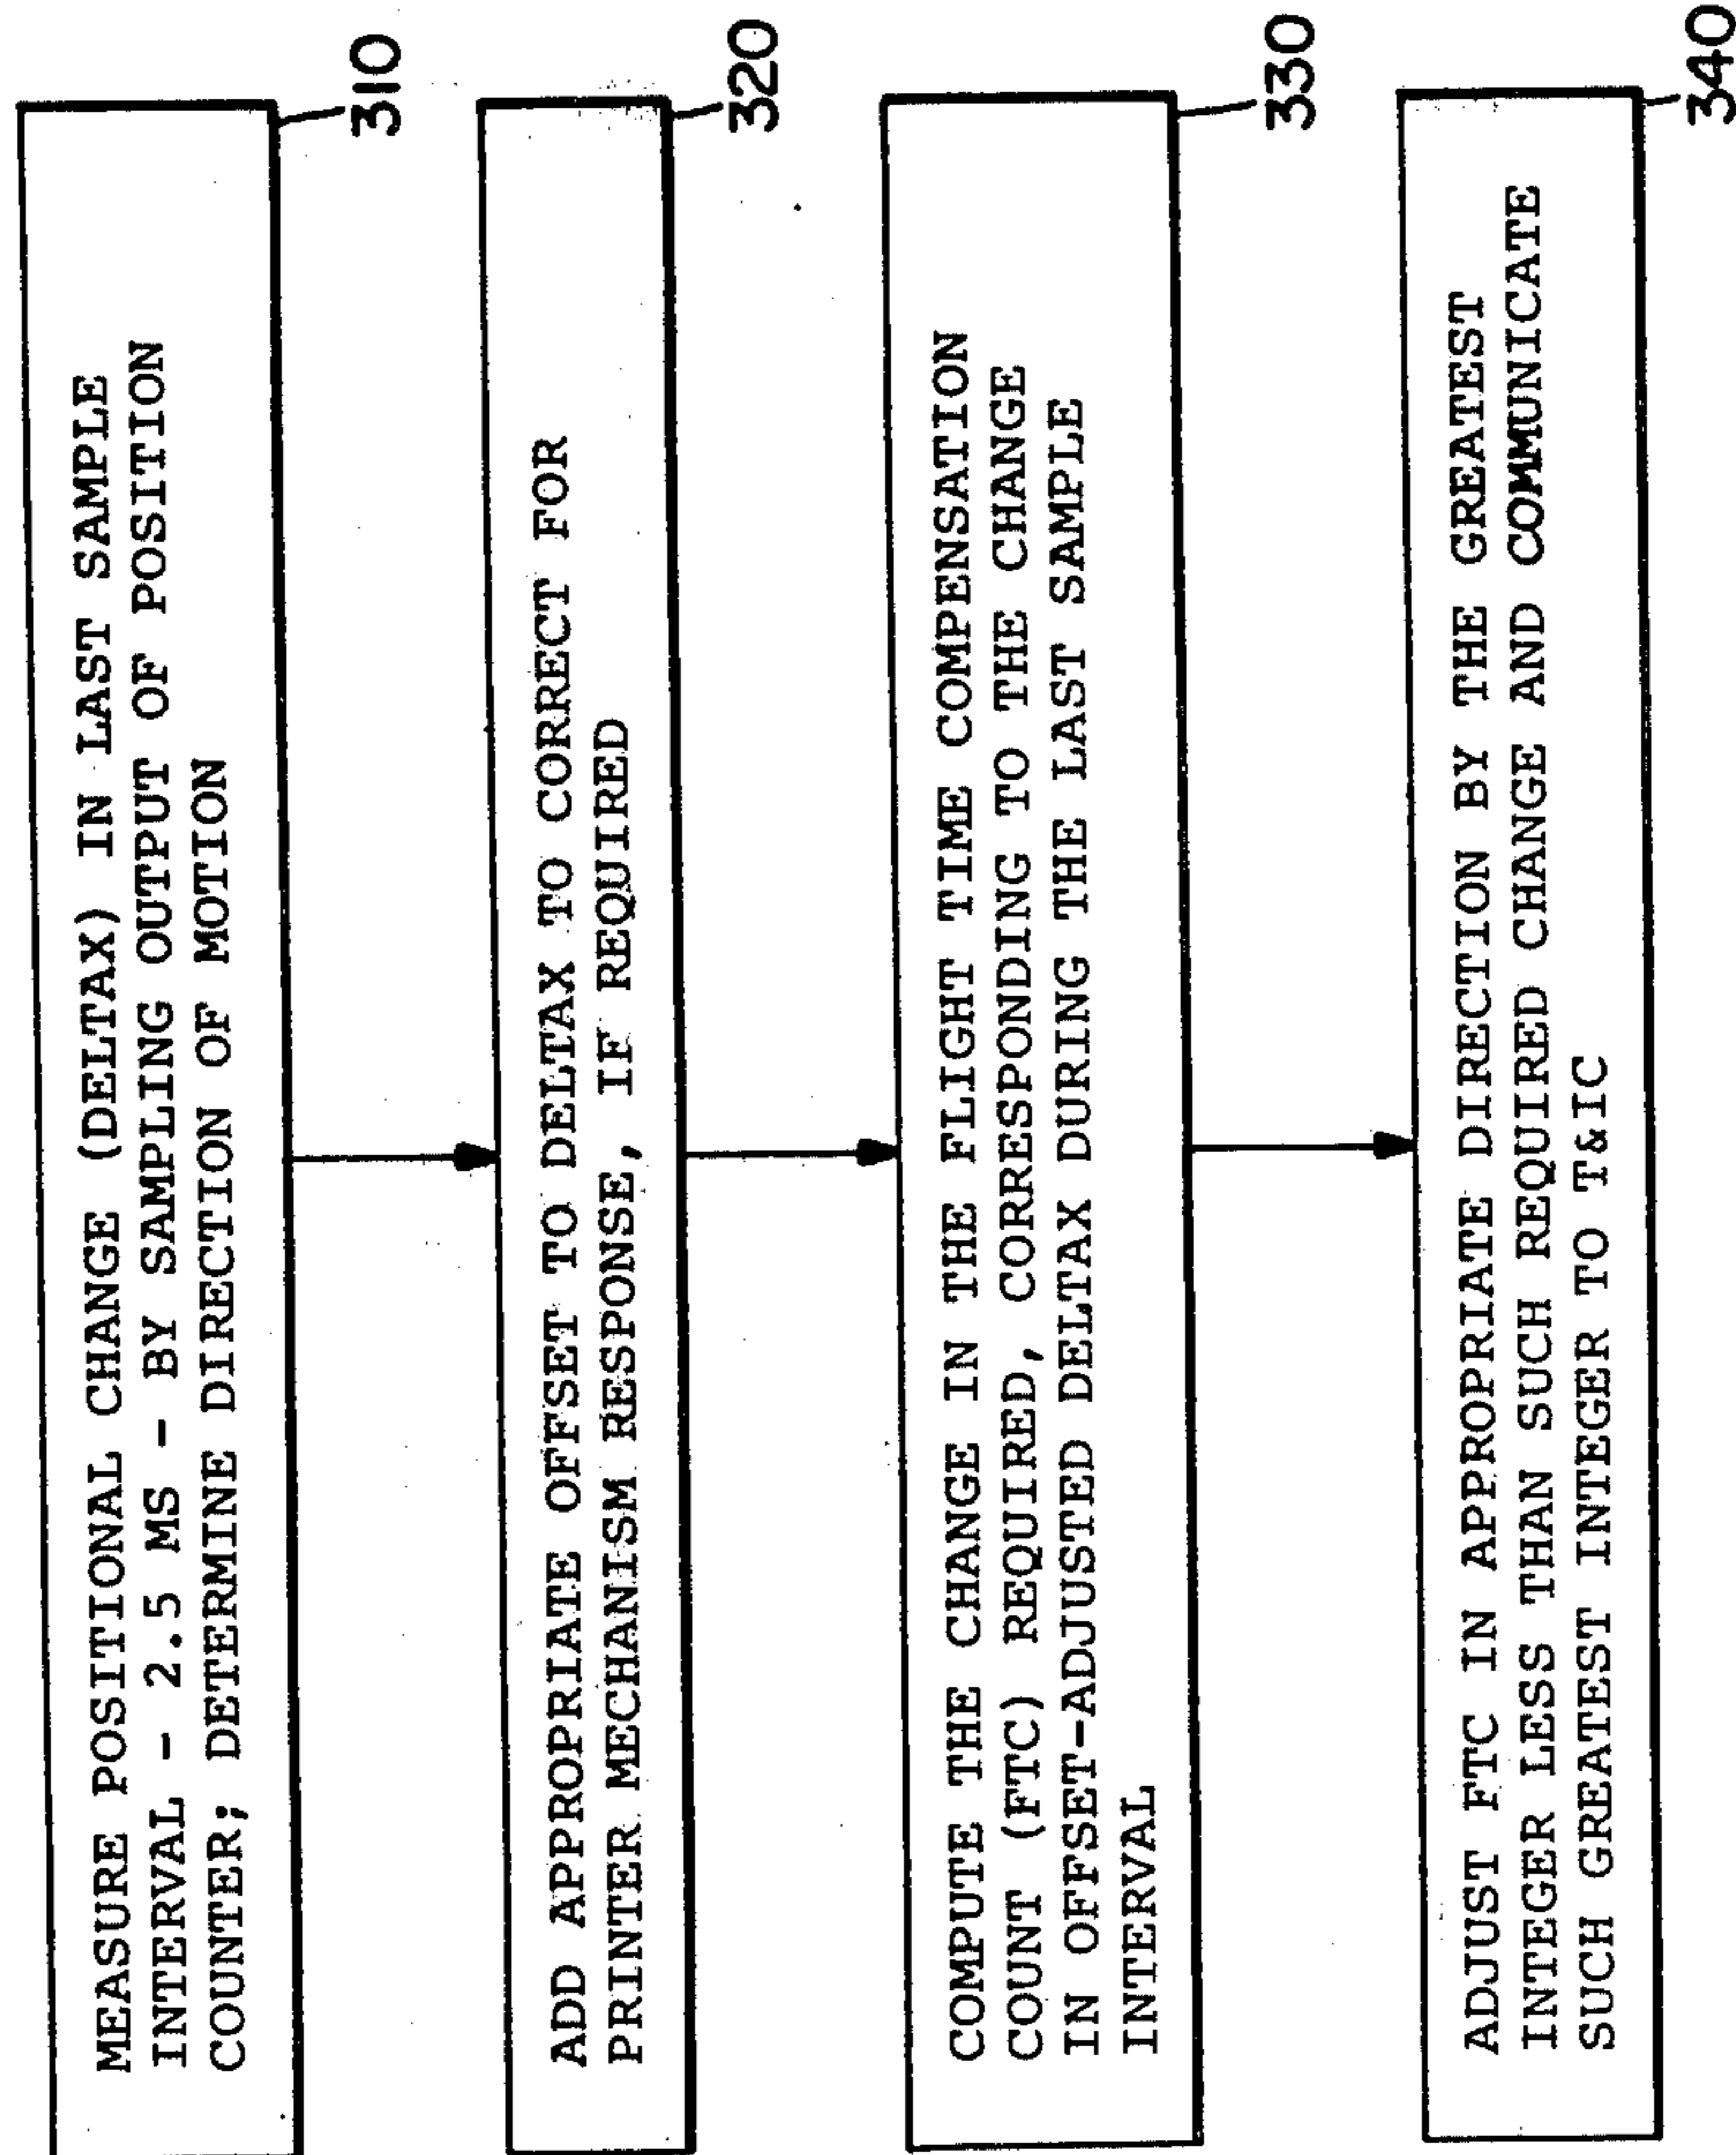 MEASURE POSITIONAL CHANGE (DELTAX) IN LAST SAMPLE
INTERVAL - 2.5 MS - BY SAMPLING OUTPUT OF POSITION
COUNTER; DETERMINE DIRECTION OF MOTION
310
ADD APPROPRIATE OFFSET TO DELTAX TO CORRECT FOR
PRINTER MECHANISM RESPONSE, IF REQUIRED
320
COMPUTE THE CHANGE IN THE FLIGHT TIME COMPENSATION
COUNT (FTC) REQUIRED, CORRESPONDING TO THE CHANGE
IN OFFSET-ADJUSTED DELTAX DURING THE LAST SAMPLE
INTERVAL
330
ADJUST FTC IN APPROPRIATE DIRECTION BY THE GREATEST
INTEGER LESS THAN SUCH REQUIRED CHANGE AND COMMUNICATE
SUCH GREATEST INTEGER TO T&IC
340